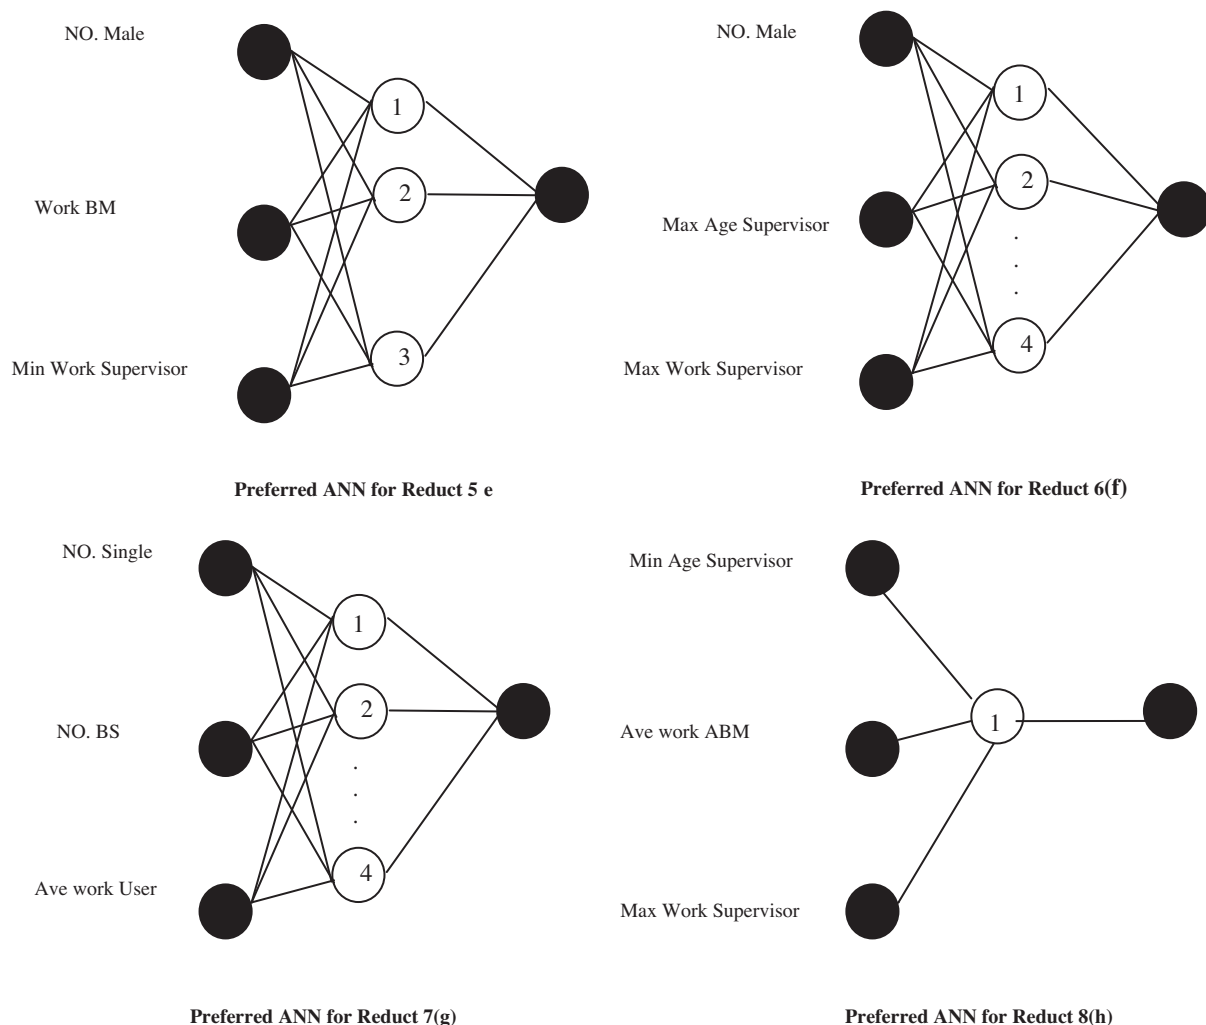 NO. Male
1
Work BM
2
Min Work Supervisor
3
Preferred ANN for Reduct 5 e
NO. Male
1
Max Age Supervisor
2
.
.
.
Max Work Supervisor
4
Preferred ANN for Reduct 6(f)
NO. Single
1
NO. BS
2
.
.
.
Ave work User
4
Preferred ANN for Reduct 7(g)
Min Age Supervisor
Ave work ABM
1
Max Work Supervisor
Preferred ANN for Reduct 8(h)